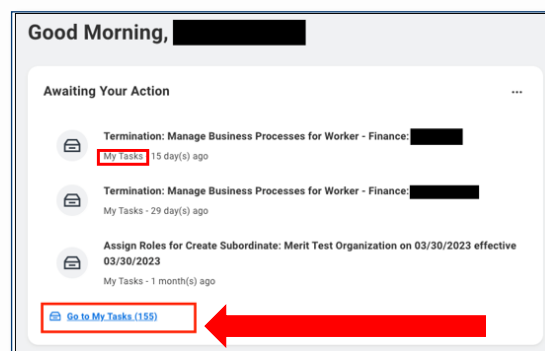 Good Morning,
Awaiting Your Action
Termination: Manage Business Processes for Worker - Finance:
My Tasks 15 day(s) ago
Termination: Manage Business Processes for Worker - Finance:
My Tasks - 29 day(s) ago
Assign Roles for Create Subordinate: Merit Test Organization on 03/30/2023 effective
03/30/2023
My Tasks - 1 month(s) ago
Go to My Tasks (155)